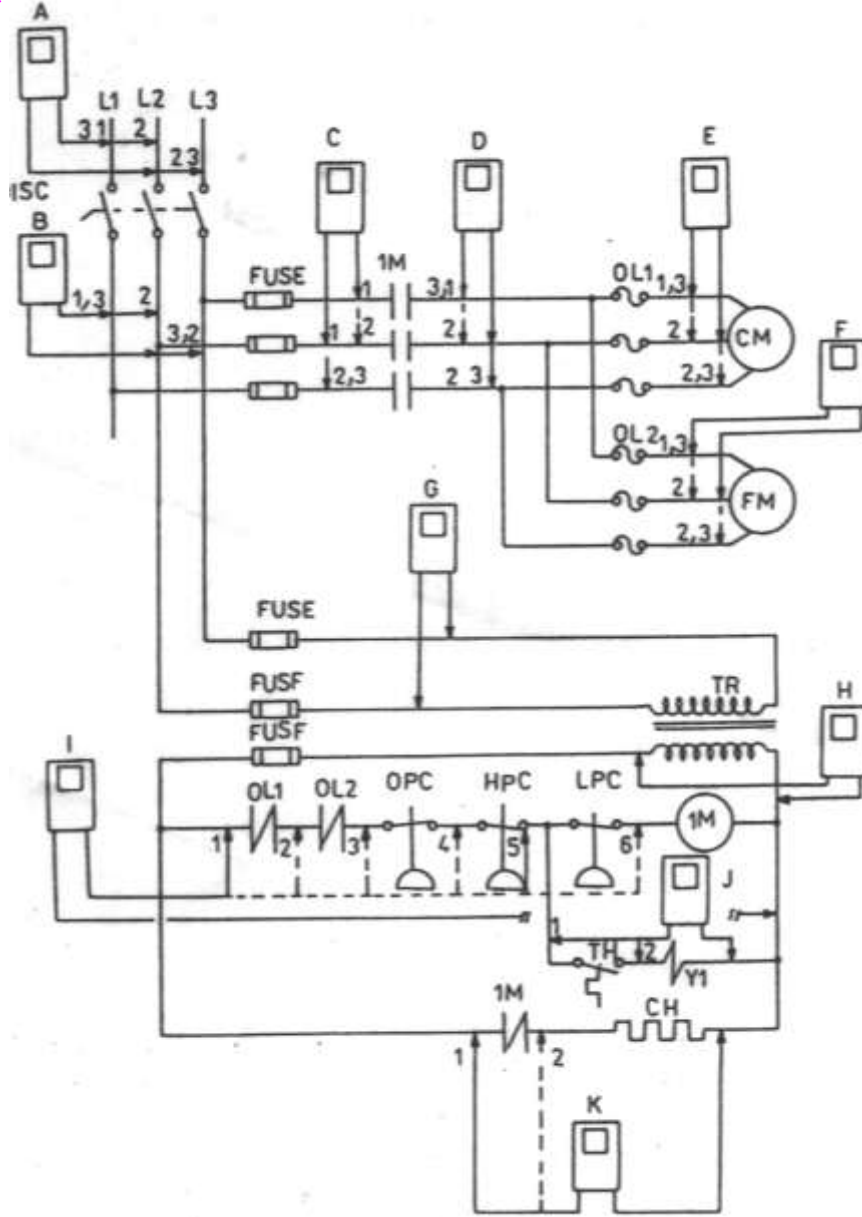 A
L1 L2 L3
3 1 2
2 3
ISC
B
1,3 2
3,2
C
D
E
FUSE
1M
OL1
1
3,1
1,3
1 2
2
2
CM
F
2,3
2 3
2,3
OL2
1,3
2
FM
G
2,3
FUSE
FUSF
TR
FUSF
H
I
OL1 OL2 OPC HPC LPC
1M
1 2 3 4 5 6
J
1
TH 2
Y1
1M
CH
1 2
K